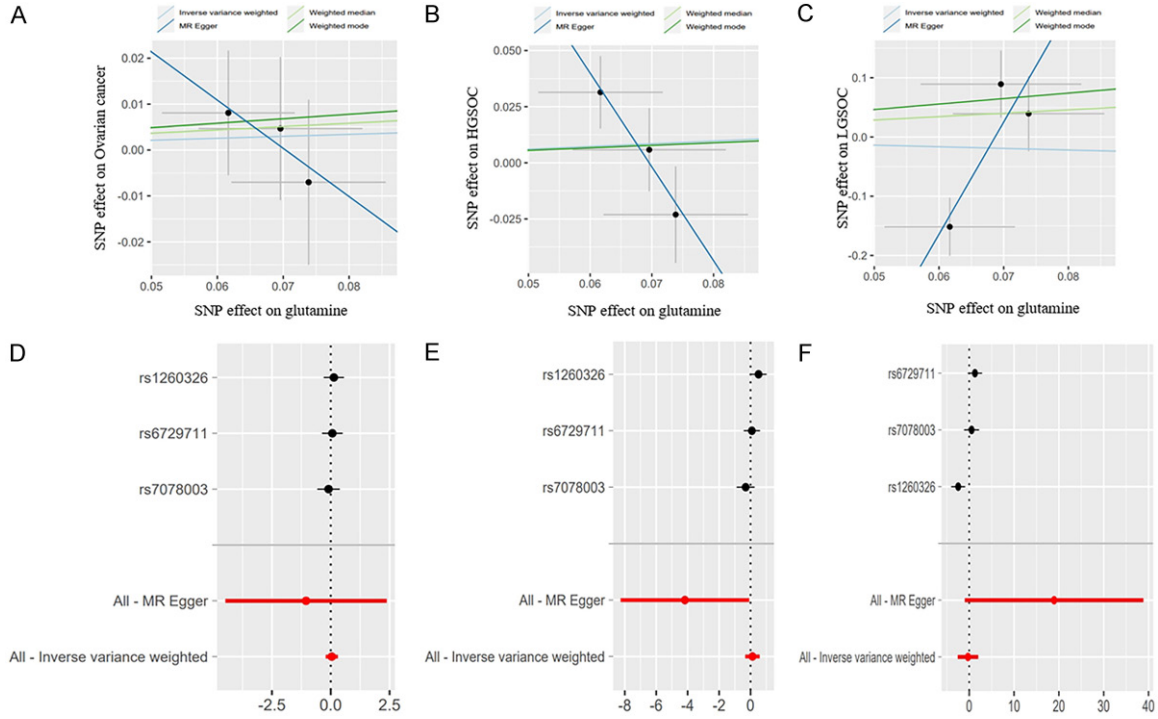 A
Inverse variance weighted
Weighted median
MR Egger
Weighted mode
SNP effect on Ovarian cancer
0.02
0.01
0.00
-0.01
-0.02
0.05 0.06 0.07 0.08
SNP effect on glutamine
B
Inverse variance weighted
Weighted median
MR Egger
Weighted mode
SNP effect on HGSOC
0.050
0.025
0.000
-0.025
0.05 0.06 0.07 0.08
SNP effect on glutamine
C
Inverse variance weighted
Weighted median
MR Egger
Weighted mode
SNP effect on LGSOC
0.1
0.0
-0.1
-0.2
0.05 0.06 0.07 0.08
SNP effect on glutamine
D
rs1260326
rs6729711
rs7078003
All - MR Egger
All - Inverse variance weighted
-2.5 0.0 2.5
E
rs1260326
rs6729711
rs7078003
All - MR Egger
All - Inverse variance weighted
-8 -6 -4 -2 0
F
rs6729711
rs7078003
rs1260326
All - MR Egger
All - Inverse variance weighted
0 10 20 30 40